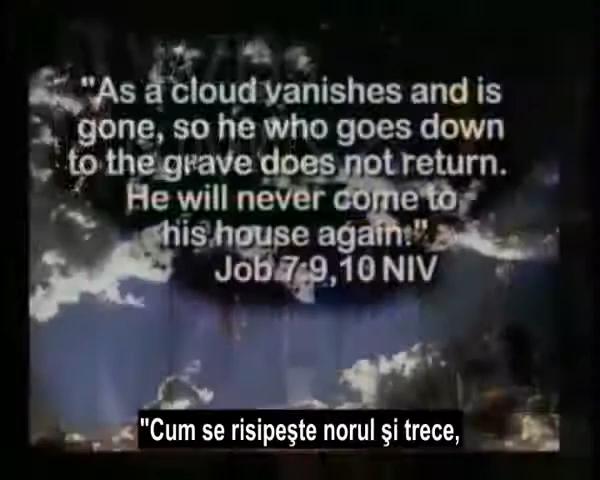 "As a cloud vanishes and is
gone, so he who goes down
to the grave does not return.
He will never come to
his house again."
Job 7:9,10 NIV
"Cum se risipeşte norul şi trece,